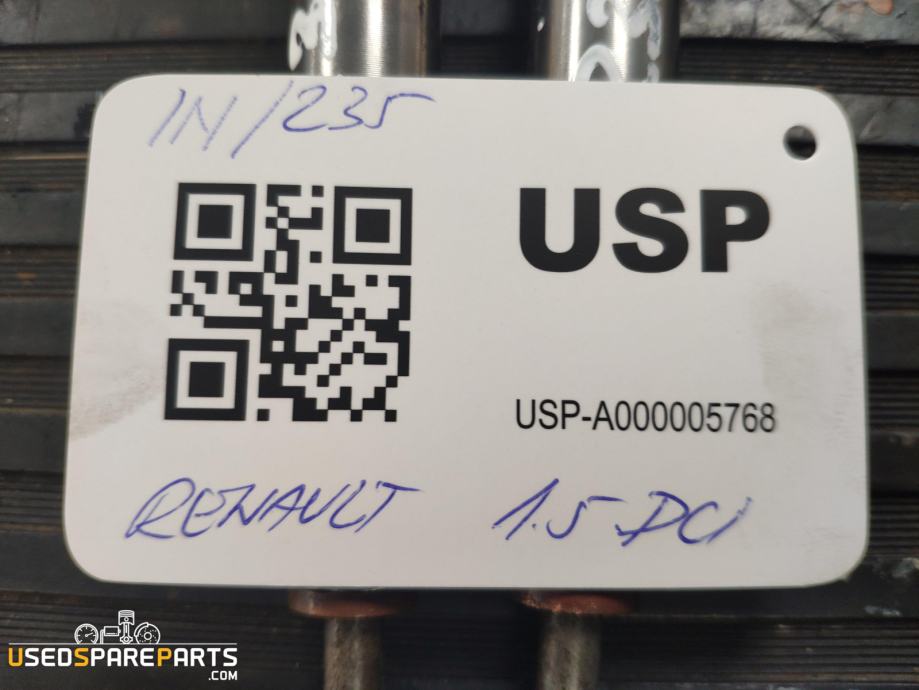 IN/235
USP
USP-A000005768
RENAULT 1.5 DCI
USEDSPAREPARTS
.COM